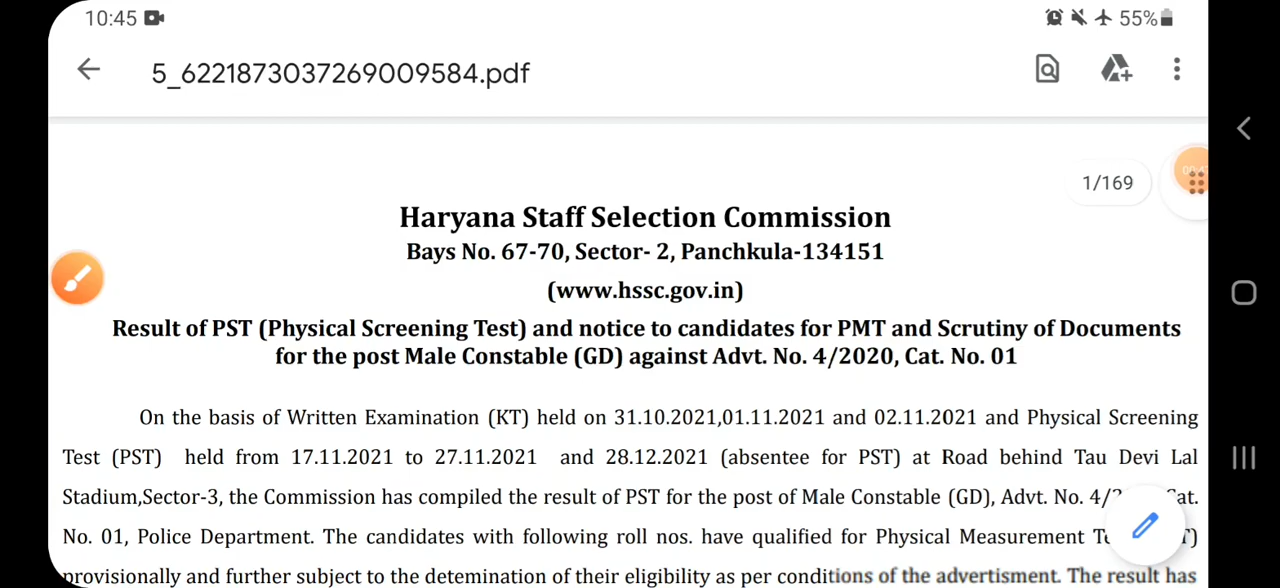 10:45
55%
5_6221873037269009584.pdf
1/169
Haryana Staff Selection Commission
Bays No. 67-70, Sector- 2, Panchkula-134151
(www.hssc.gov.in)
Result of PST (Physical Screening Test) and notice to candidates for PMT and Scrutiny of Documents
for the post Male Constable (GD) against Advt. No. 4/2020, Cat. No. 01
On the basis of Written Examination (KT) held on 31.10.2021,01.11.2021 and 02.11.2021 and Physical Screening
Test (PST) held from 17.11.2021 to 27.11.2021 and 28.12.2021 (absentee for PST) at Road behind Tau Devi Lal
Stadium,Sector-3, the Commission has compiled the result of PST for the post of Male Constable (GD), Advt. No. 4/ Cat.
No. 01, Police Department. The candidates with following roll nos. have qualified for Physical Measurement
provisionally and further subject to the detemination of their eligibility as per conditions of the advertisment. The result has